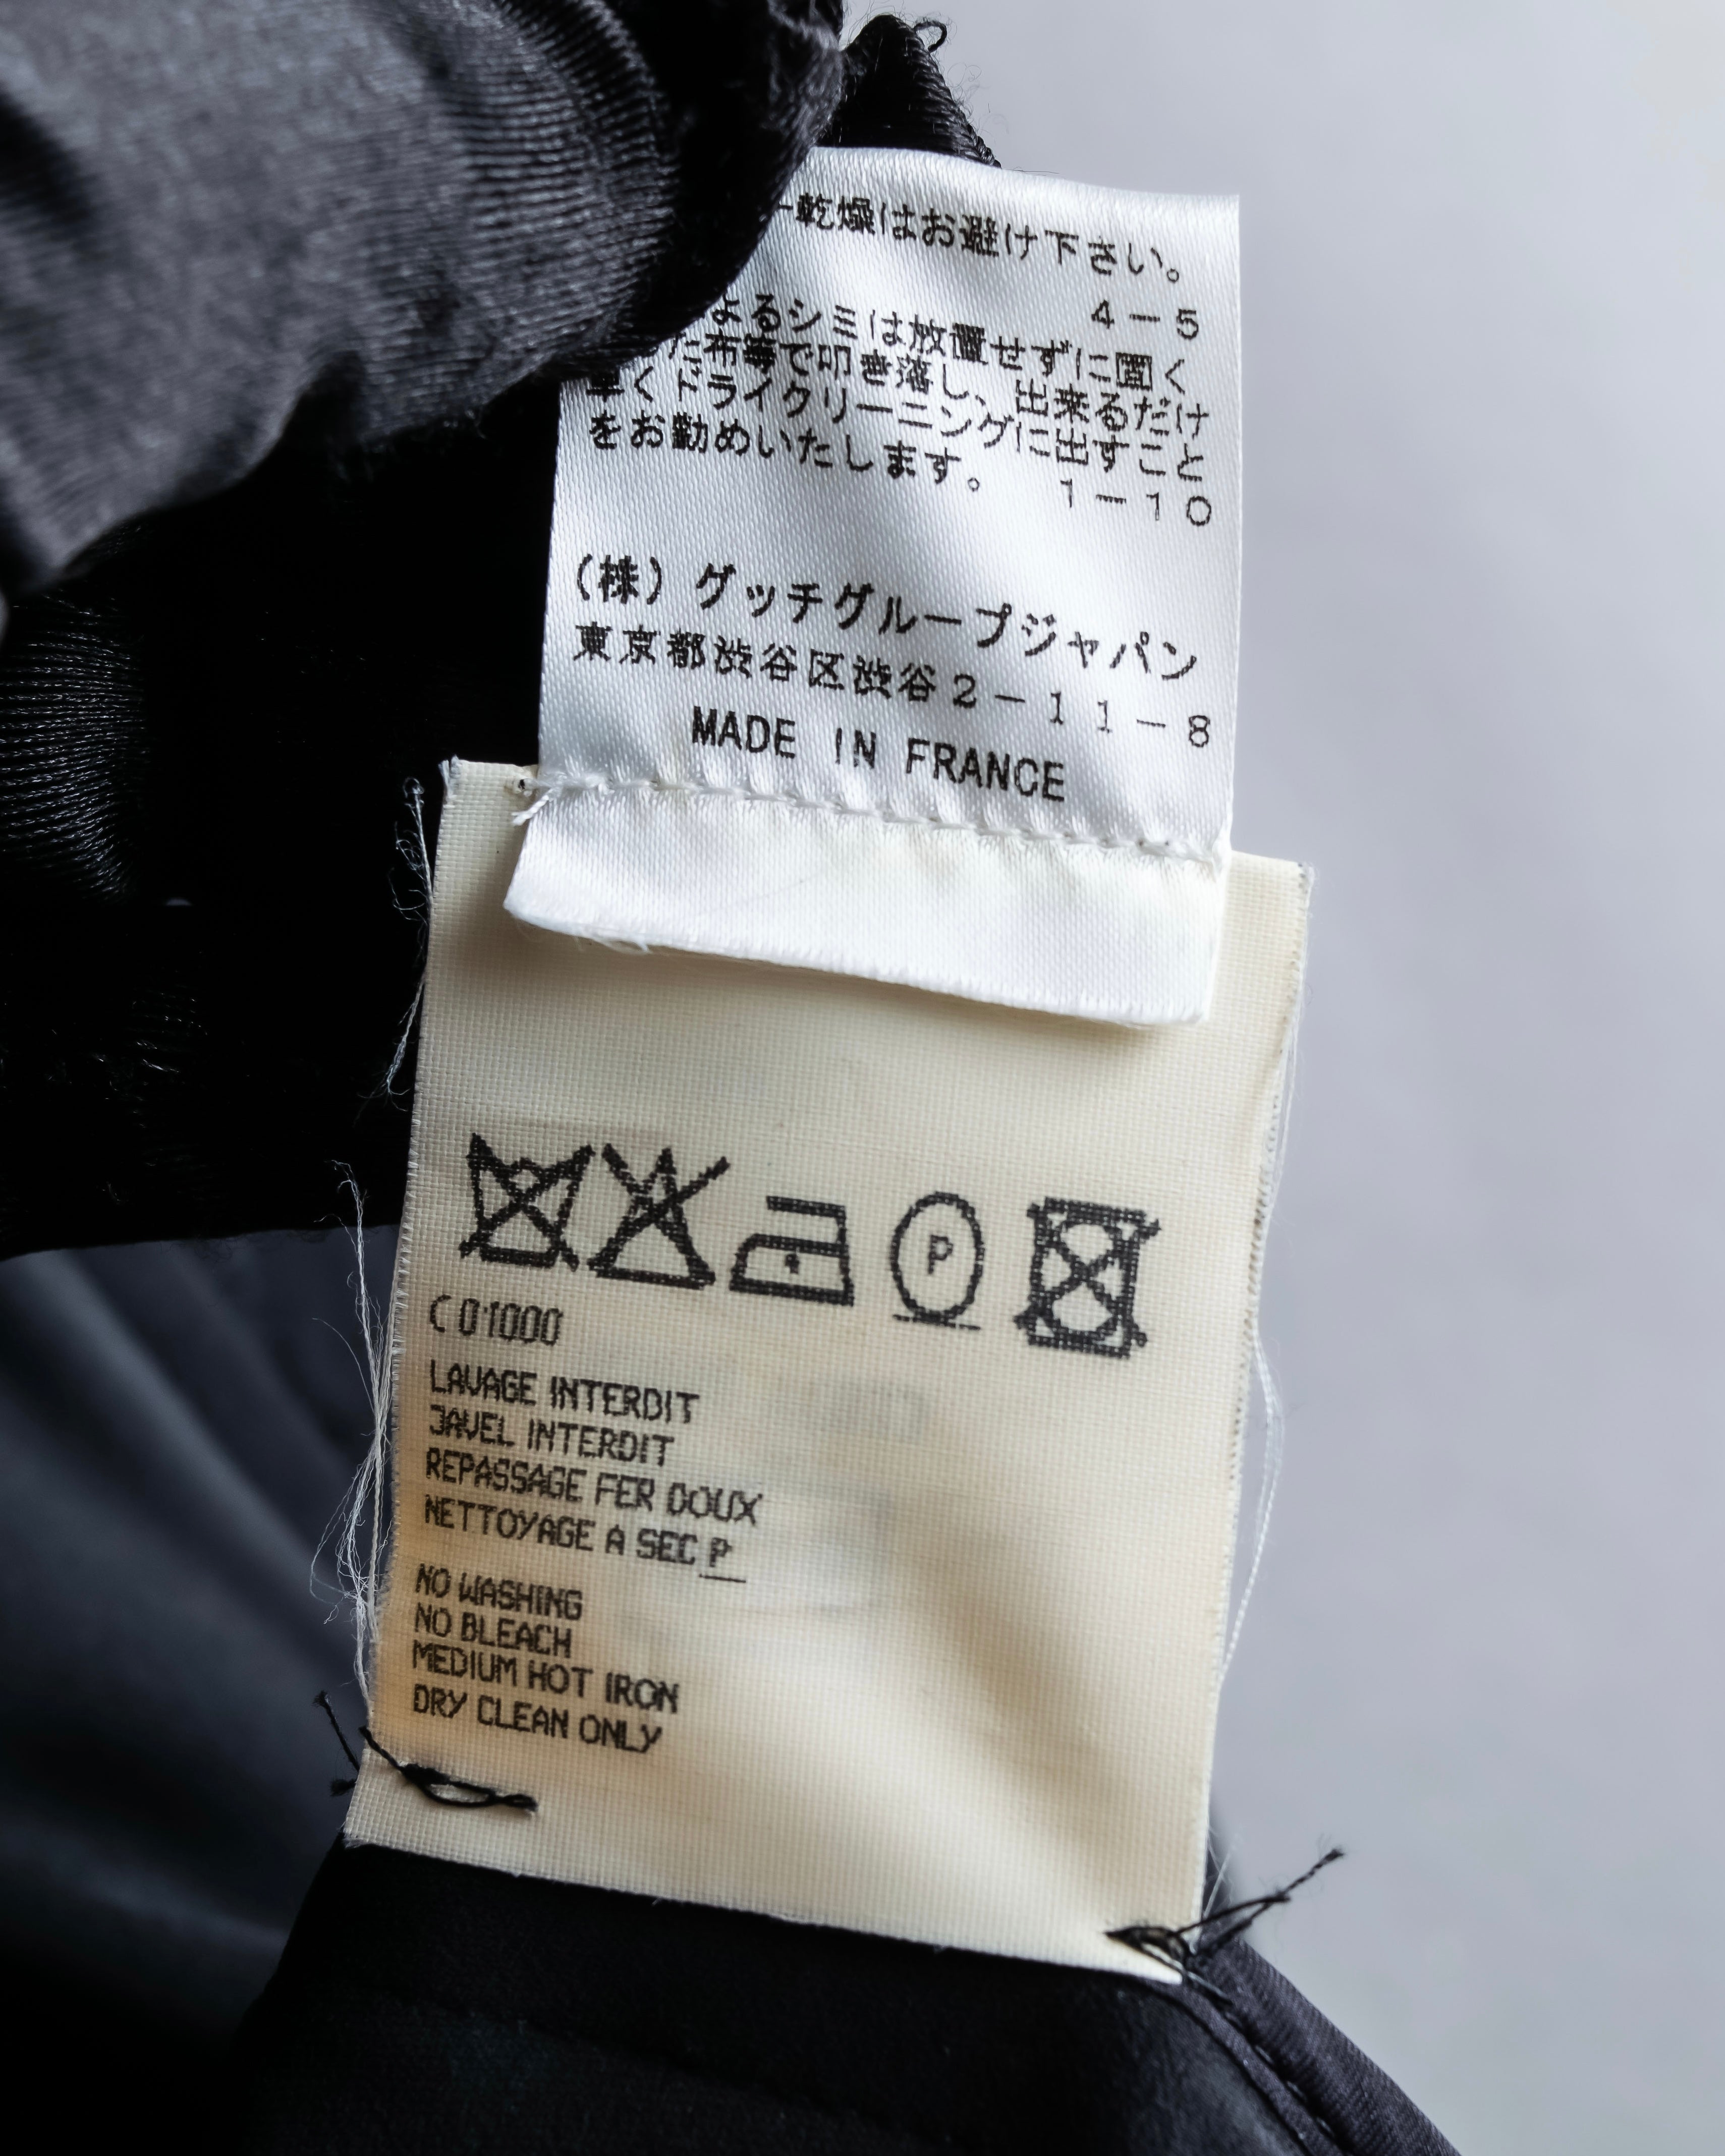 ー乾燥はお避け下さい。
4−5
よるシミは放置せずに固く
た布等で叩き落し、出来るだけ
早くドライクリーニングに出すこと
をお勧めいたします。 1−10
(株) グッチグループジャパン
東京都渋谷区渋谷2−11−8
MADE IN FRANCE
P
C 01000
LAVAGE INTERDIT
JAVEL INTERDIT
REPASSAGE FER DOUX
NETTOYAGE A SEC P
NO WASHING
NO BLEACH
MEDIUM HOT IRON
DRY CLEAN ONLY